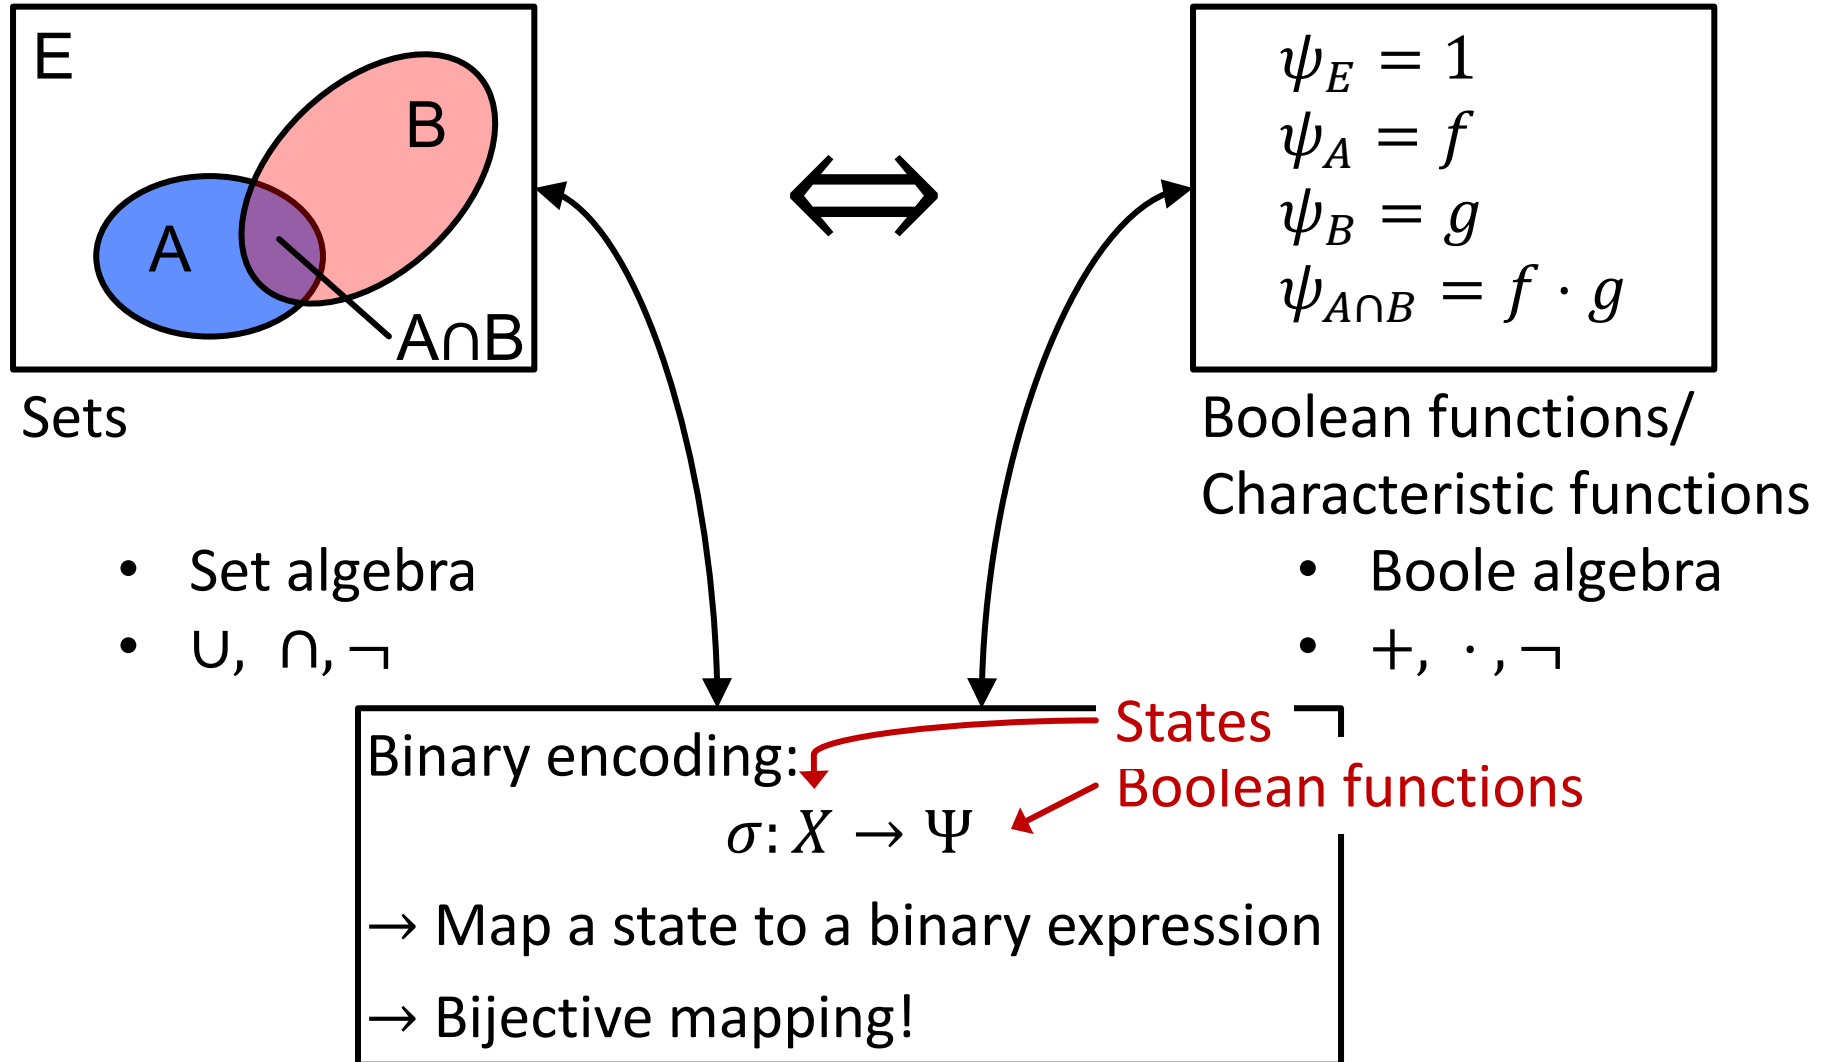 E
B
A
A∩B
Sets
• Set algebra
• ∪, ∩, ¬
ψ_E = 1
ψ_A = f
ψ_B = g
ψ_{A∩B} = f · g
Boolean functions/
Characteristic functions
• Boole algebra
• +, · , ¬
States
Binary encoding:
Boolean functions
σ: X → Ψ
→ Map a state to a binary expression
→ Bijective mapping!